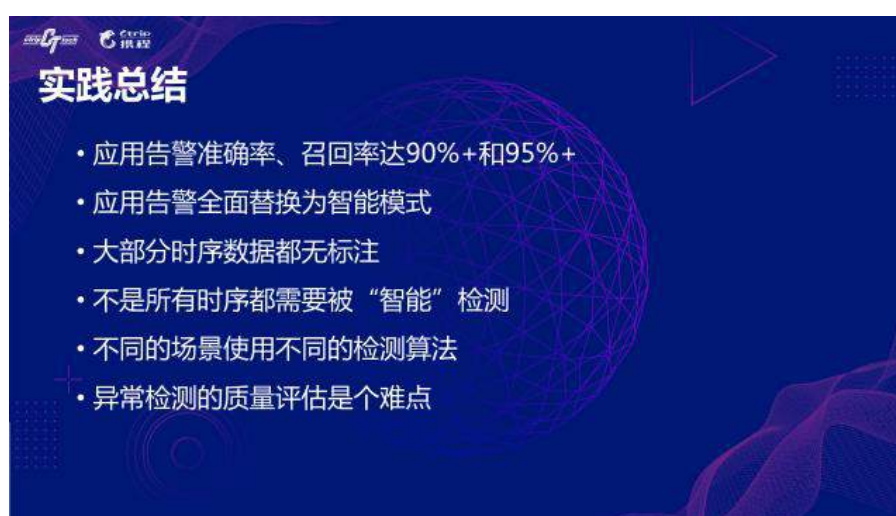 Ctrip
携程
实践总结
• 应用告警准确率、召回率达90%+和95%+
• 应用告警全面替换为智能模式
• 大部分时序数据都无标注
• 不是所有时序都需要被“智能”检测
• 不同的场景使用不同的检测算法
• 异常检测的质量评估是个难点